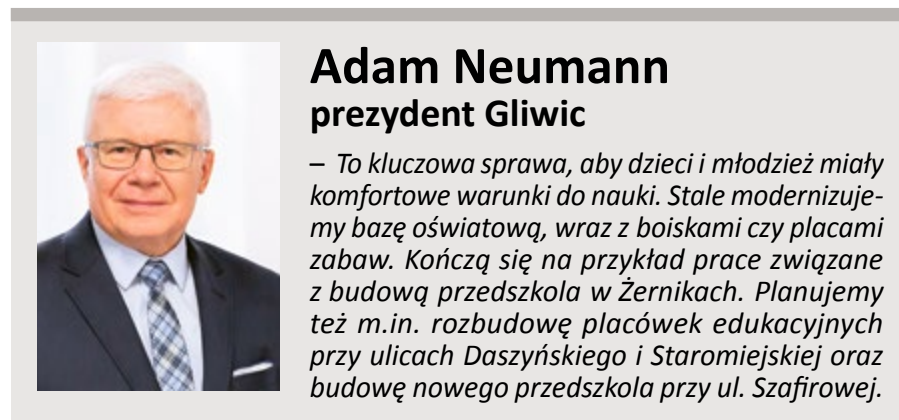 Adam Neumann
prezydent Gliwic
– To kluczowa sprawa, aby dzieci i młodzież miały
komfortowe warunki do nauki. Stale modernizuje-
my bazę oświatową, wraz z boiskami czy placami
zabaw. Kończą się na przykład prace związane
z budową przedszkola w Żernikach. Planujemy
też m.in. rozbudowę placówek edukacyjnych
przy ulicach Daszyńskiego i Staromiejskiej oraz
budowę nowego przedszkola przy ul. Szafirowej.